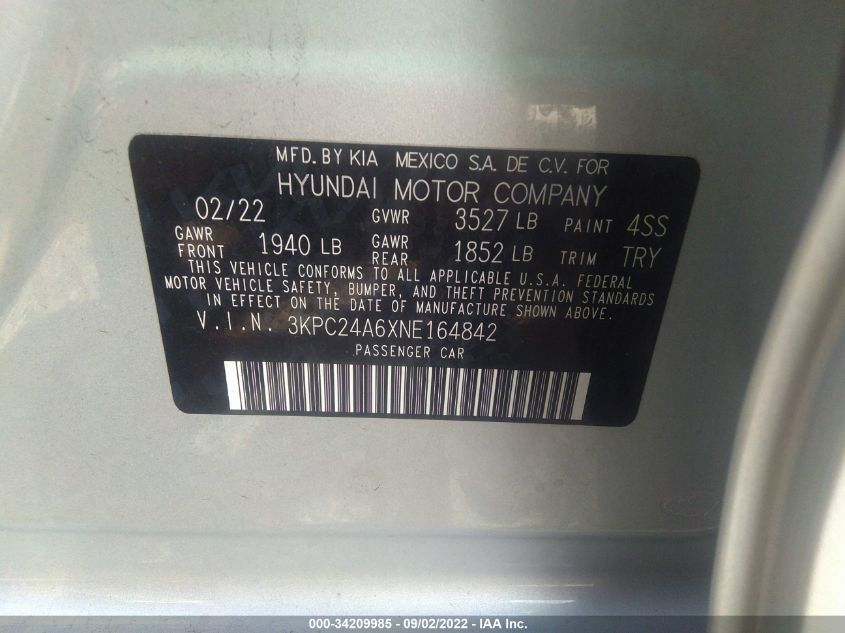 MFD. BY KIA MEXICO S.A. DE C.V. FOR
HYUNDAI MOTOR COMPANY
02/22 GVWR 3527 LB PAINT 4SS
GAWR FRONT 1940 LB GAWR REAR 1852 LB TRIM TRY
THIS VEHICLE CONFORMS TO ALL APPLICABLE U.S.A. FEDERAL
MOTOR VEHICLE SAFETY, BUMPER, AND THEFT PREVENTION STANDARDS
IN EFFECT ON THE DATE OF MANUFACTURE SHOWN ABOVE.
V.I.N. 3KPC24A6XNE164842
PASSENGER CAR
000-34209985 - 09/02/2022 - IAA Inc.